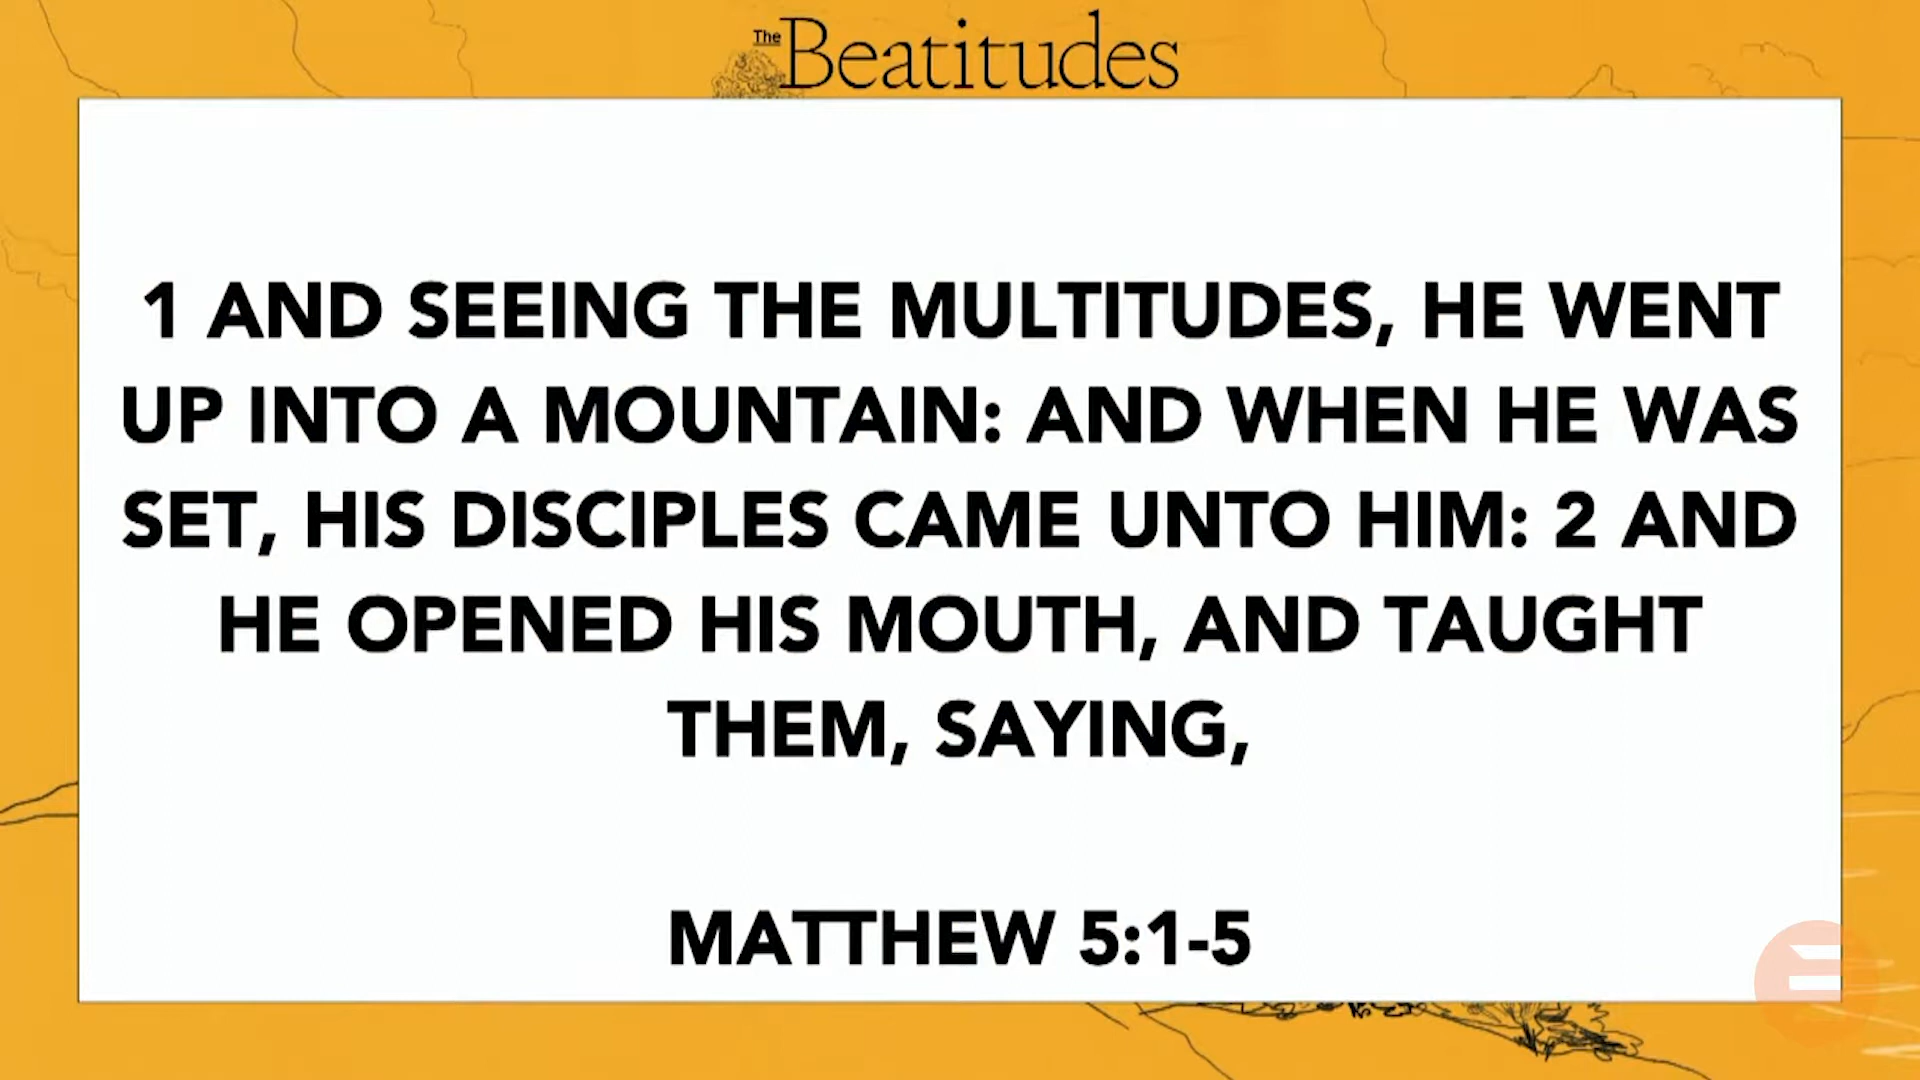 The Beatitudes
1 AND SEEING THE MULTITUDES, HE WENT
UP INTO A MOUNTAIN: AND WHEN HE WAS
SET, HIS DISCIPLES CAME UNTO HIM: 2 AND
HE OPENED HIS MOUTH, AND TAUGHT
THEM, SAYING,
MATTHEW 5:1-5